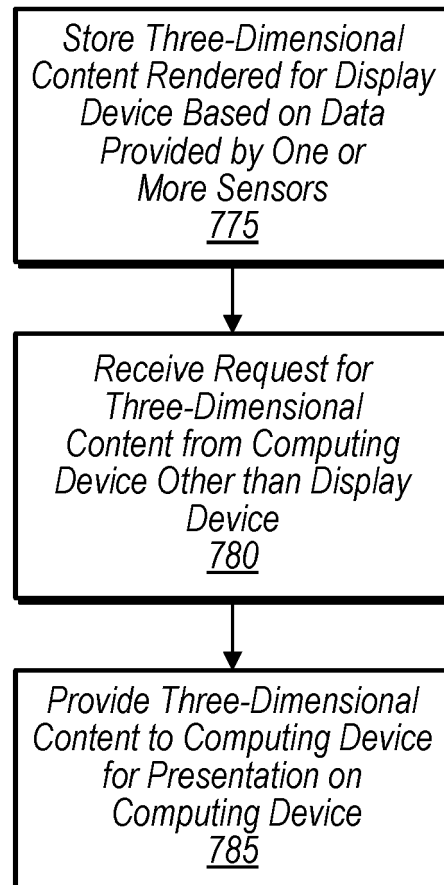 Store Three-Dimensional
Content Rendered for Display
Device Based on Data
Provided by One or
More Sensors
775
Receive Request for
Three-Dimensional
Content from Computing
Device Other than Display
Device
780
Provide Three-Dimensional
Content to Computing Device
for Presentation on
Computing Device
785